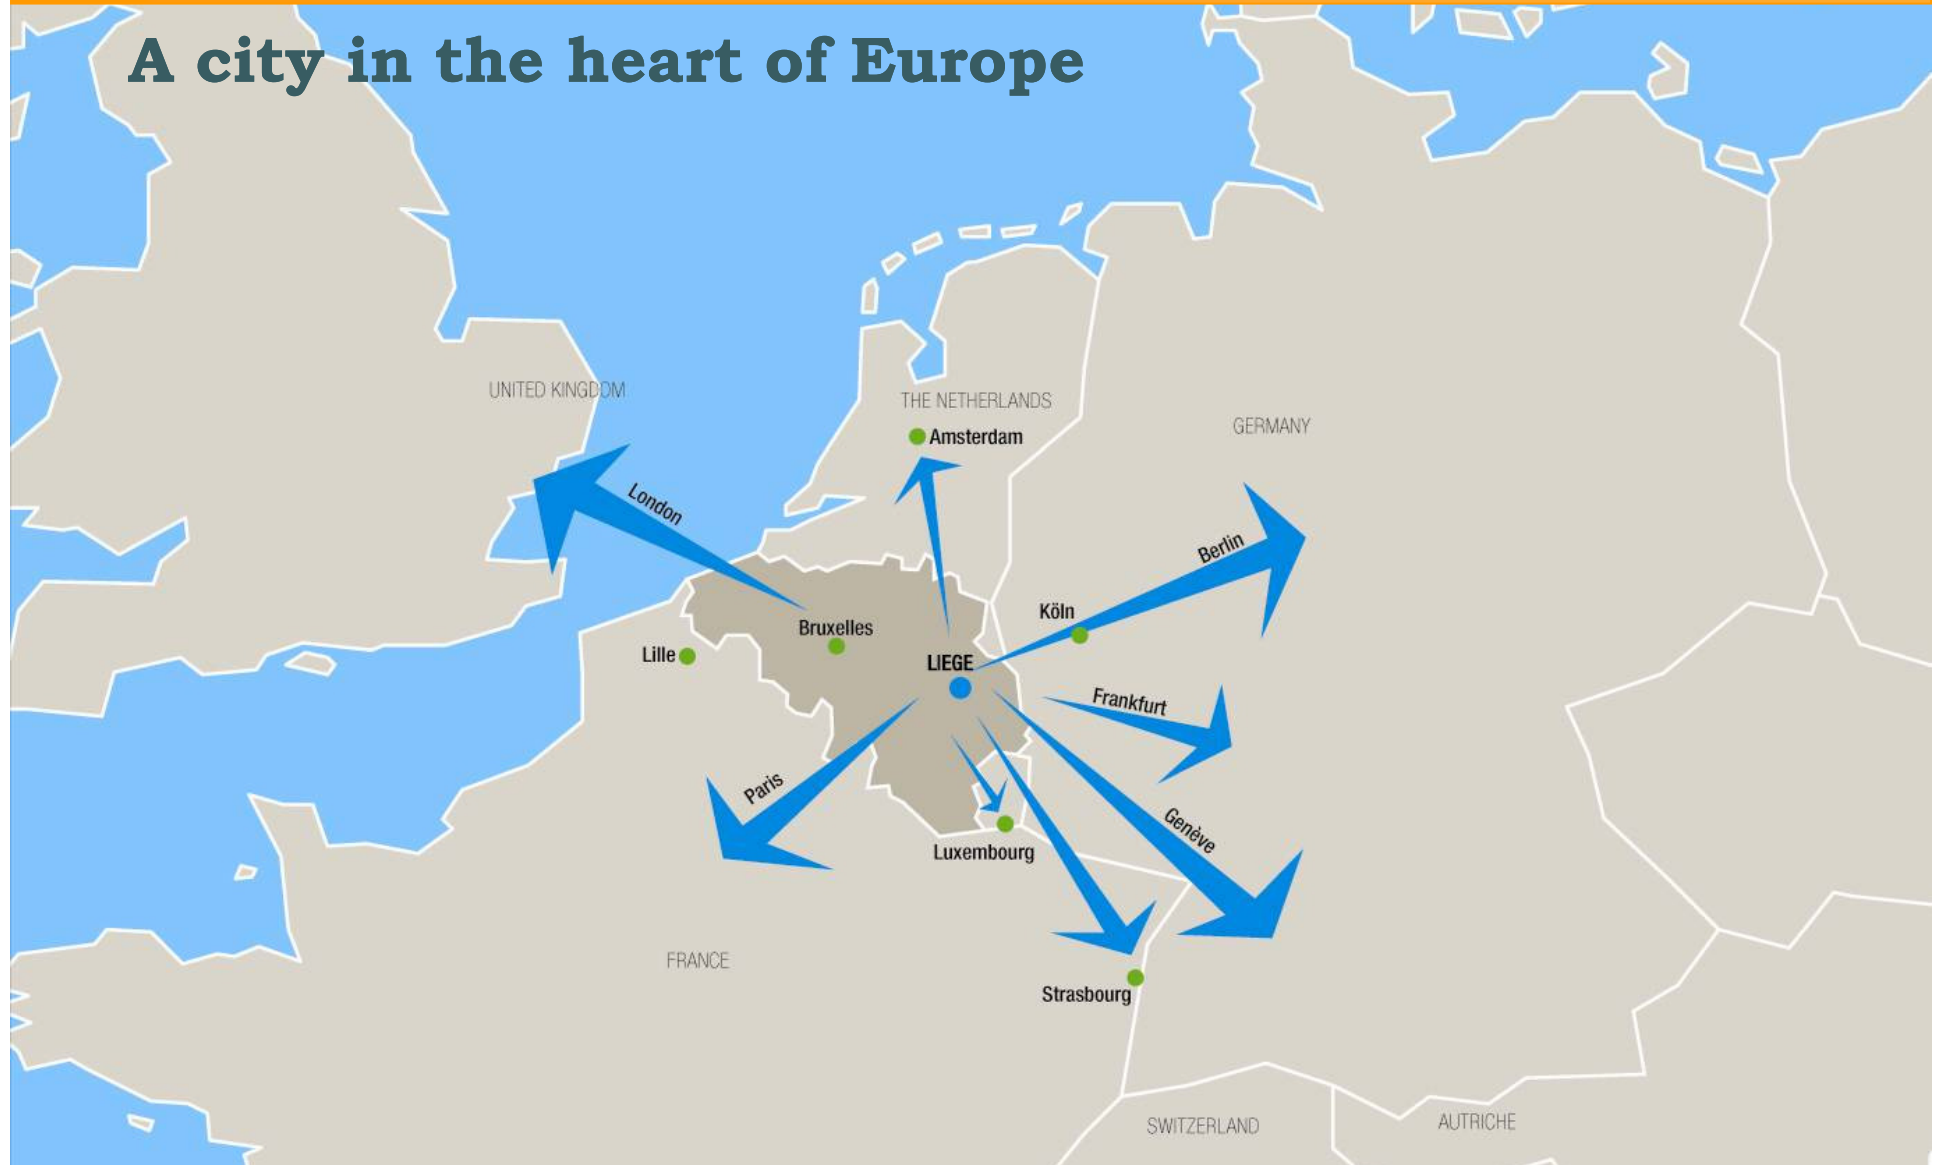 A city in the heart of Europe
UNITED KINGDOM
THE NETHERLANDS
GERMANY
Amsterdam
London
Berlin
Köln
Bruxelles
Lille
LIEGE
Frankfurt
Paris
Genève
Luxembourg
FRANCE
Strasbourg
SWITZERLAND
AUTRICHE